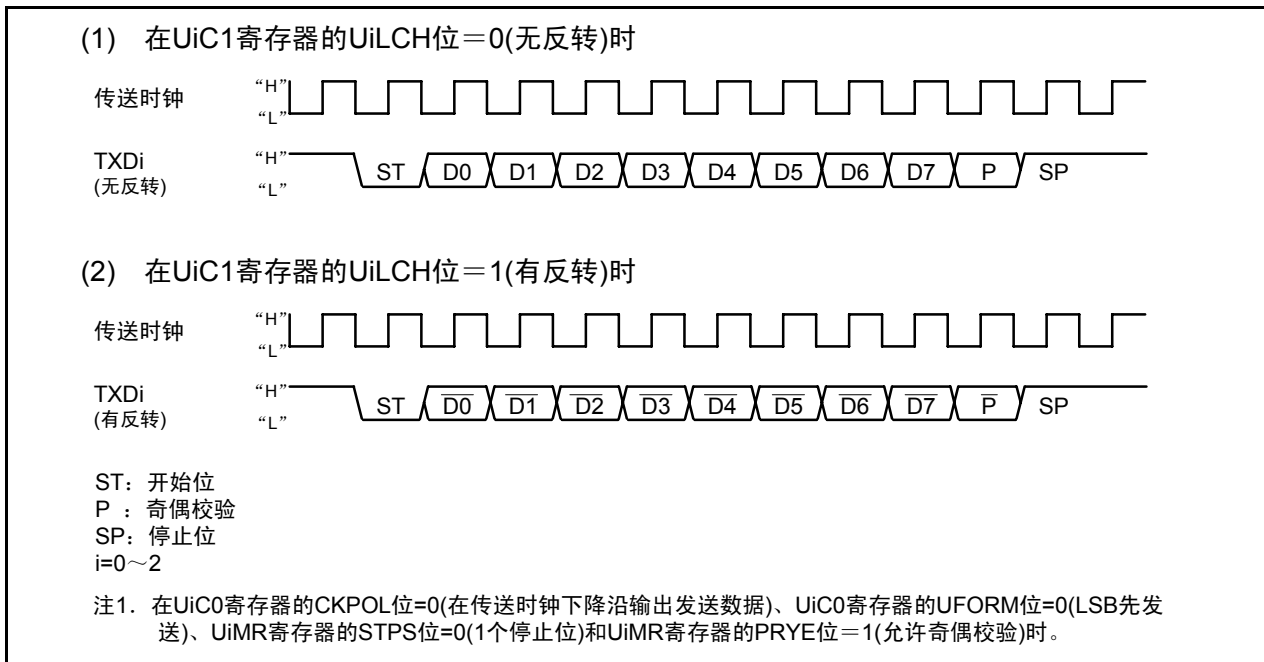 (1) 在UiC1寄存器的UiLCH位＝0(无反转)时
传送时钟
“H”
“L”
TXDi
(无反转)
“H”
“L”
ST D0 D1 D2 D3 D4 D5 D6 D7 P SP
(2) 在UiC1寄存器的UiLCH位＝1(有反转)时
传送时钟
“H”
“L”
TXDi
(有反转)
“H”
“L”
ST D̅0̅ D̅1̅ D̅2̅ D̅3̅ D̅4̅ D̅5̅ D̅6̅ D̅7̅ P̅ SP
ST：开始位
P ：奇偶校验
SP：停止位
i=0～2
注1．在UiC0寄存器的CKPOL位=0(在传送时钟下降沿输出发送数据)、UiC0寄存器的UFORM位=0(LSB先发
送)、UiMR寄存器的STPS位=0(1个停止位)和UiMR寄存器的PRYE位＝1(允许奇偶校验)时。